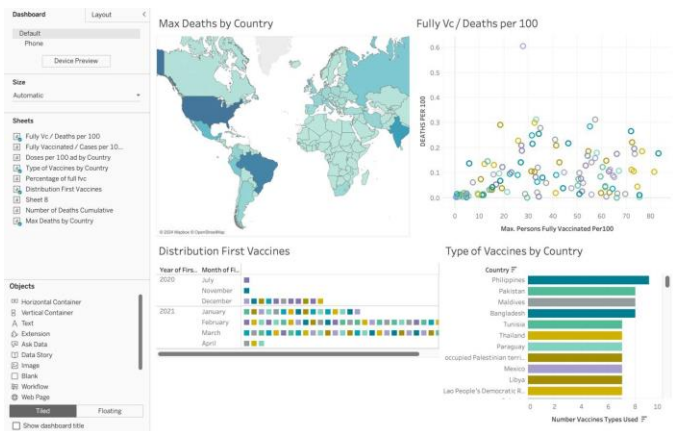 Dashboard
Layout
Default
Phone
Device Preview
Size
Automatic
Sheets
Fully Vc / Deaths per 100
Fully Vaccinated / Cases per 10...
Doses per 100 ad by Country
Type of Vaccines by Country
Percentage of full fvc
Distribution First Vaccines
Sheet 8
Number of Deaths Cumulative
Max Deaths by Country
Objects
Horizontal Container
Vertical Container
A Text
Extension
Ask Data
Data Story
Image
Blank
Workflow
Web Page
Tiled
Floating
Show dashboard title
Max Deaths by Country
© 2024 Mapbox © OpenStreetMap
Fully Vc / Deaths per 100
DEATHS PER 100
0.6
0.5
0.4
0.3
0.2
0.1
0.0
0 10 20 30 40 50 60 70 80
Max. Persons Fully Vaccinated Per100
Distribution First Vaccines
Year of Firs.. Month of Fi..
2020 July
November
December
2021 January
February
March
April
Type of Vaccines by Country
Country
Philippines
Pakistan
Maldives
Bangladesh
Tunisia
Thailand
Paraguay
occupied Palestinian terri..
Mexico
Libya
Lao People's Democratic R..
0 2 4 6 8 10
Number Vaccines Types Used